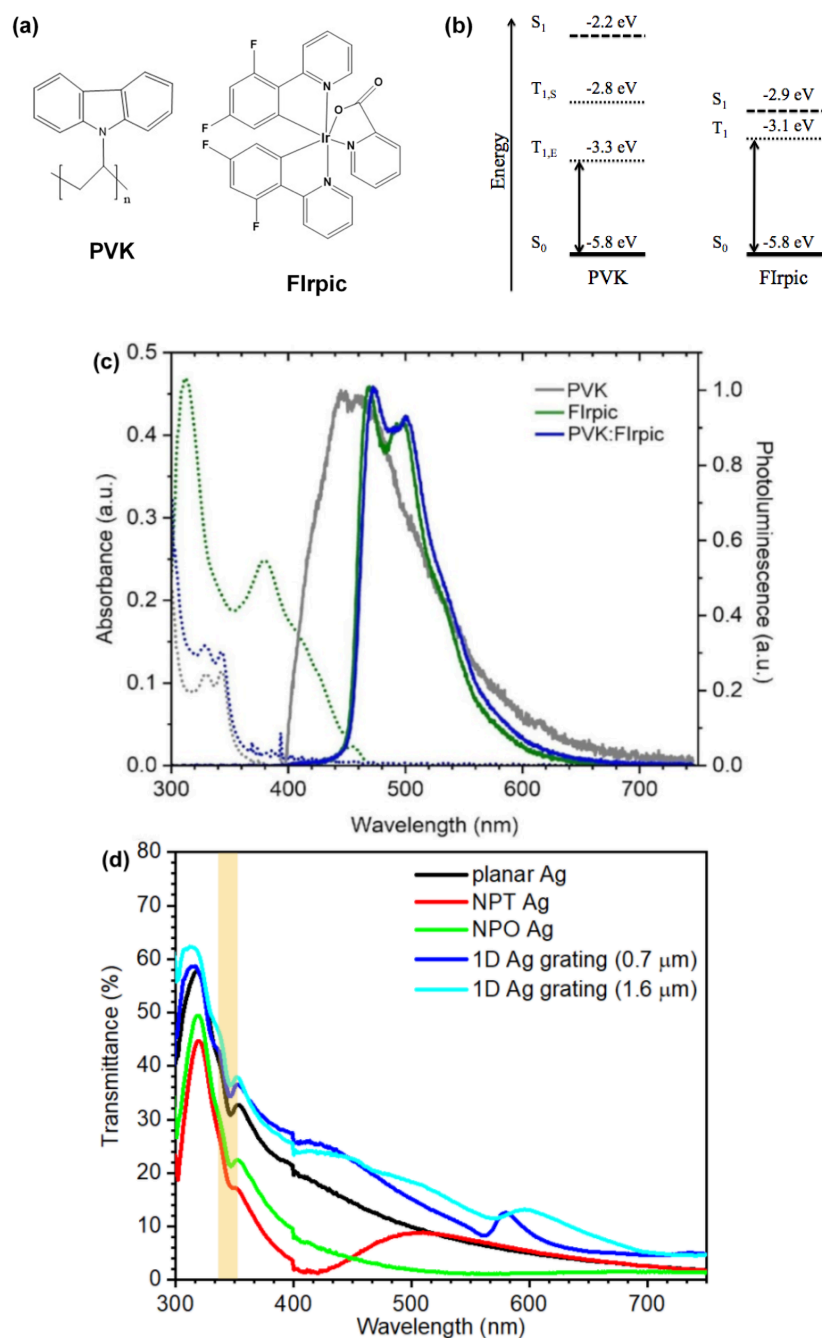 (a)
F
F
F
F
N
N
N
N
O
O
Ir
n
PVK
FIrpic
(b)
Energy
S1 -2.2 eV
T1,S -2.8 eV
T1,E -3.3 eV
S0 -5.8 eV
PVK
S1 -2.9 eV
T1 -3.1 eV
S0 -5.8 eV
FIrpic
(c)
0.5
0.4
0.3
0.2
0.1
0.0
Absorbance (a.u.)
PVK
FIrpic
PVK:FIrpic
1.0
0.8
0.6
0.4
0.2
0.0
Photoluminescence (a.u.)
300 400 500 600 700
Wavelength (nm)
(d)
80
70
60
50
40
30
20
10
0
Transmittance (%)
planar Ag
NPT Ag
NPO Ag
1D Ag grating (0.7 µm)
1D Ag grating (1.6 µm)
300 400 500 600 700
Wavelength (nm)